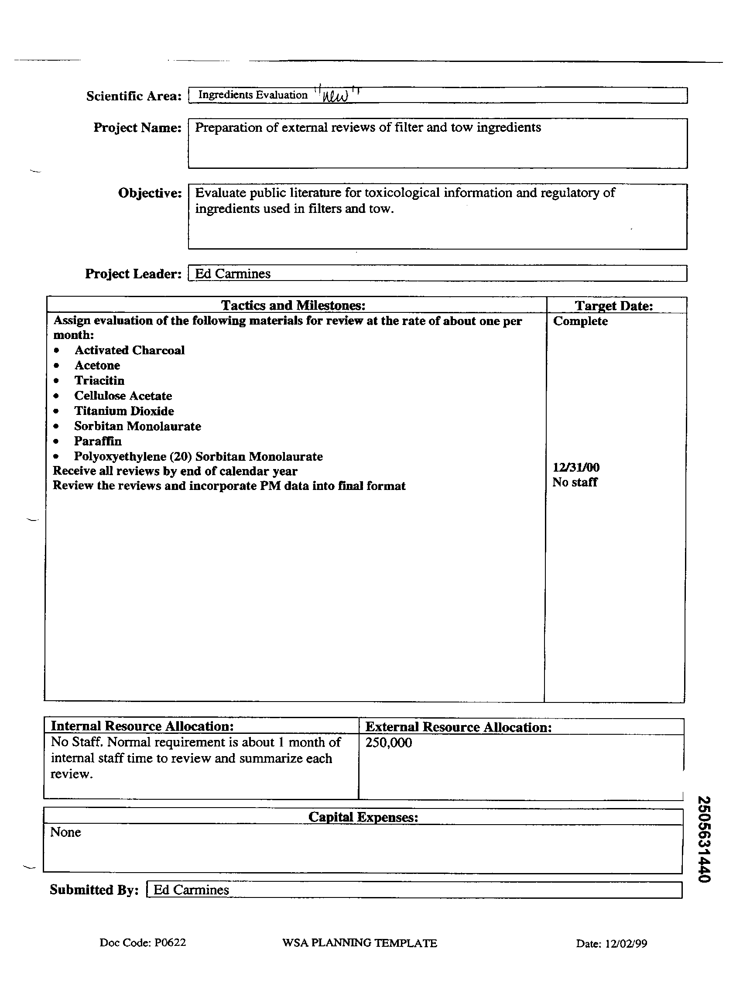 Scientific Area: Ingredients Evaluation "new"
Project Name: Preparation of external reviews of filter and tow ingredients
Objective: Evaluate public literature for toxicological information and regulatory of
ingredients used in filters and tow.
Project Leader: Ed Carmines
Tactics and Milestones: Target Date:
Assign evaluation of the following materials for review at the rate of about one per Complete
month:
• Activated Charcoal
• Acetone
• Triacitin
• Cellulose Acetate
• Titanium Dioxide
• Sorbitan Monolaurate
• Paraffin
• Polyoxyethylene (20) Sorbitan Monolaurate
Receive all reviews by end of calendar year 12/31/00
Review the reviews and incorporate PM data into final format No staff
Internal Resource Allocation: External Resource Allocation:
No Staff. Normal requirement is about 1 month of 250,000
internal staff time to review and summarize each
review.
Capital Expenses:
None
Submitted By: Ed Carmines
2505631440
Doc Code: P0622 WSA PLANNING TEMPLATE Date: 12/02/99